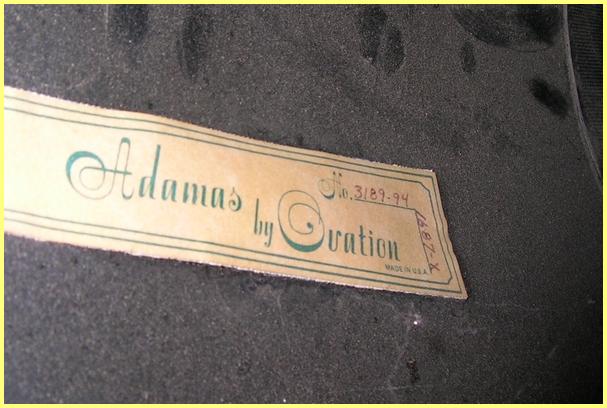 Adamas
by Ovation
No. 3189-94
1687-X
MADE IN U.S.A.